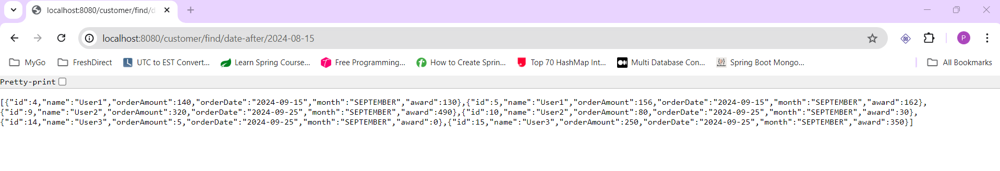 localhost:8080/customer/find/d
localhost:8080/customer/find/date-after/2024-08-15
P
MyGo FreshDirect UTC to EST Convert... Learn Spring Course... Free Programming... How to Create Sprin... Top 70 HashMap Int... Multi Database Con... Spring Boot Mongo... All Bookmarks
Pretty-print
[{"id":4,"name":"User1","orderAmount":140,"orderDate":"2024-09-15","month":"SEPTEMBER","award":130},{"id":5,"name":"User1","orderAmount":156,"orderDate":"2024-09-15","month":"SEPTEMBER","award":162},
{"id":9,"name":"User2","orderAmount":320,"orderDate":"2024-09-25","month":"SEPTEMBER","award":490},{"id":10,"name":"User2","orderAmount":80,"orderDate":"2024-09-25","month":"SEPTEMBER","award":30},
{"id":14,"name":"User3","orderAmount":5,"orderDate":"2024-09-25","month":"SEPTEMBER","award":0},{"id":15,"name":"User3","orderAmount":250,"orderDate":"2024-09-25","month":"SEPTEMBER","award":350}]